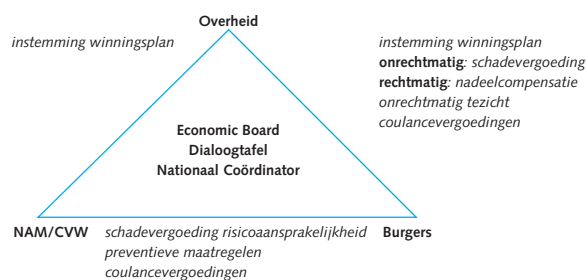 Overheid
instemming winningsplan
instemming winningsplan
onrechtmatig: schadevergoeding
rechtmatig: nadeelcompensatie
onrechtmatig tezicht
coulancevergoedingen
Economic Board
Dialoogtafel
Nationaal Coördinator
NAM/CVW
schadevergoeding risicoaansprakelijkheid
preventieve maatregelen
coulancevergoedingen
Burgers